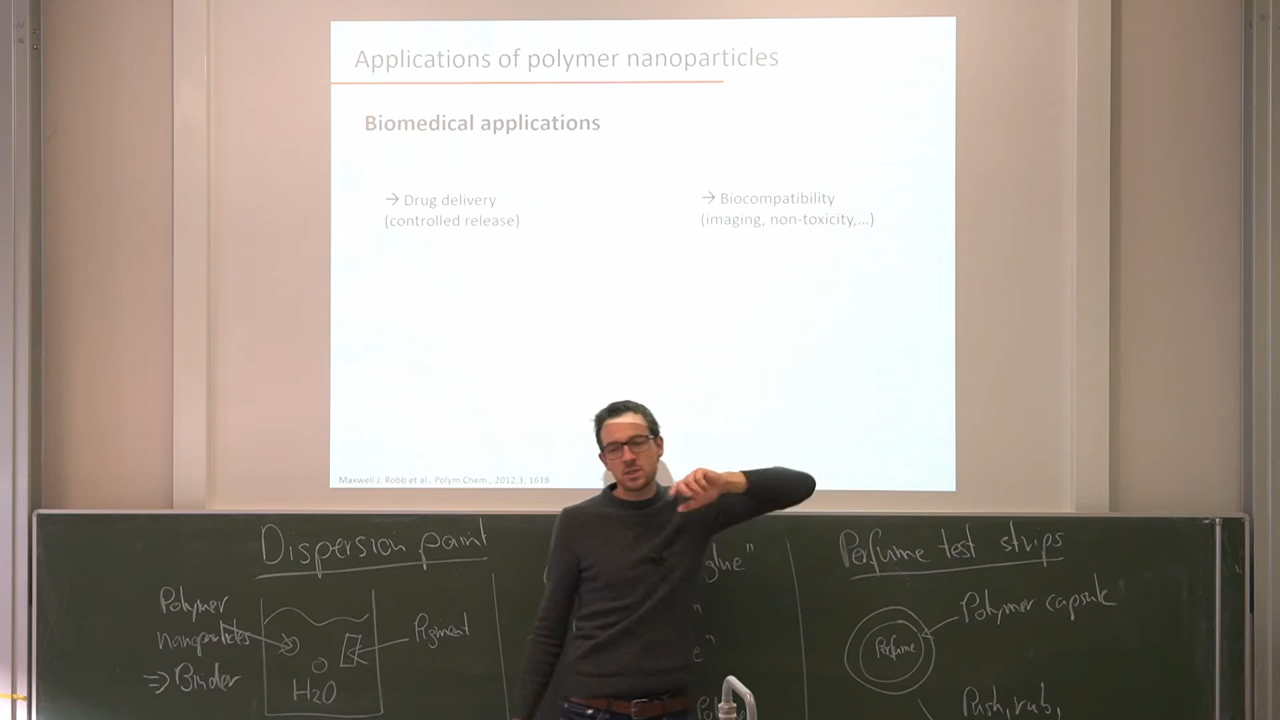 Applications of polymer nanoparticles
Biomedical applications
→ Drug delivery
(controlled release)
→ Biocompatibility
(imaging, non-toxicity,...)
Maxwell J. Robb et al., Polym.Chem., 2012,3, 1618
Dispersion paint
Polymer
nanoparticles
⇒ Binder
Pigment
H2O
glue"
"
e"
Perfume test strips
Polymer capsule
Perfume
Push, rub,